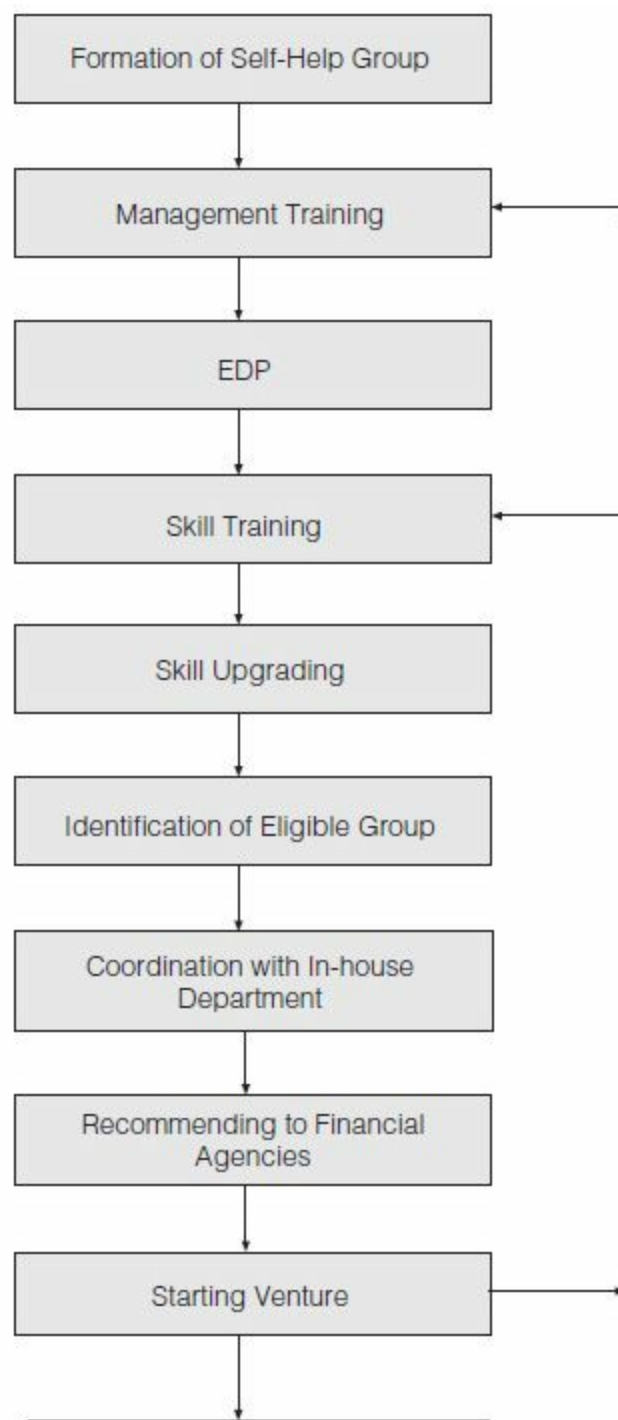 Formation of Self-Help Group
Management Training
EDP
Skill Training
Skill Upgrading
Identification of Eligible Group
Coordination with In-house
Department
Recommending to Financial
Agencies
Starting Venture